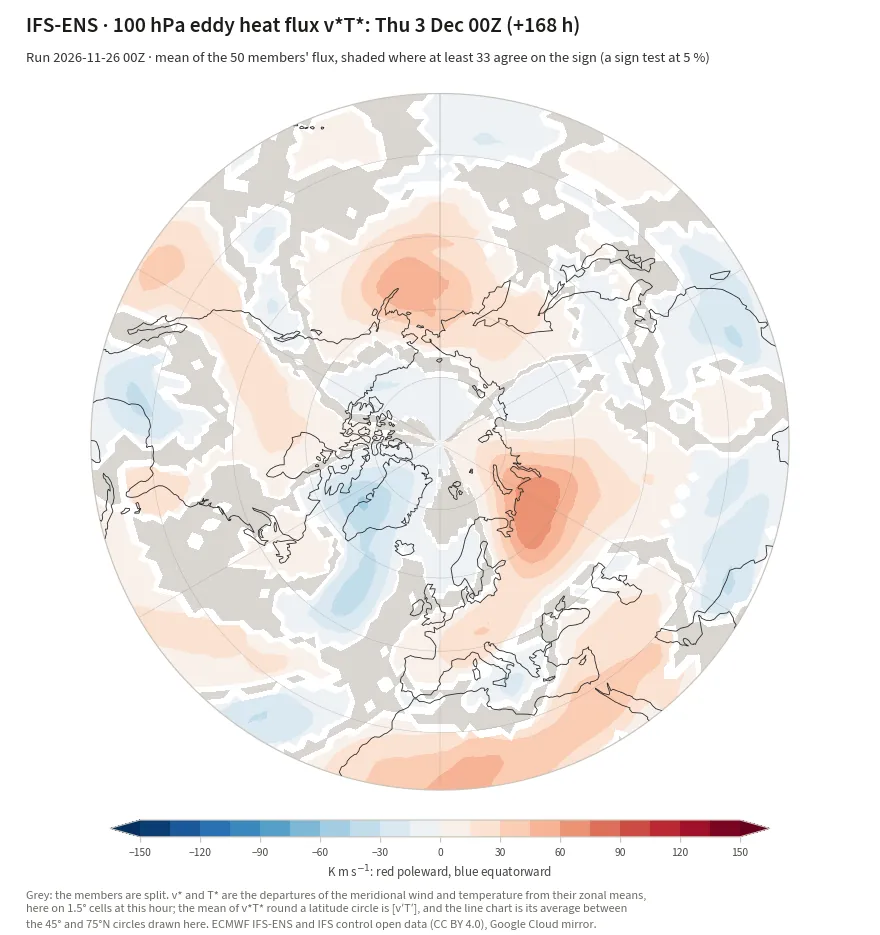 IFS-ENS · 100 hPa eddy heat flux v*T*: Thu 3 Dec 00Z (+168 h)
Run 2026-11-26 00Z · mean of the 50 members' flux, shaded where at least 33 agree on the sign (a sign test at 5 %)
−150 −120 −90 −60 −30 0 30 60 90 120 150
K m s⁻¹: red poleward, blue equatorward
Grey: the members are split. v* and T* are the departures of the meridional wind and temperature from their zonal means,
here on 1.5° cells at this hour; the mean of v*T* round a latitude circle is [v'T'], and the line chart is its average between
the 45° and 75°N circles drawn here. ECMWF IFS-ENS and IFS control open data (CC BY 4.0), Google Cloud mirror.